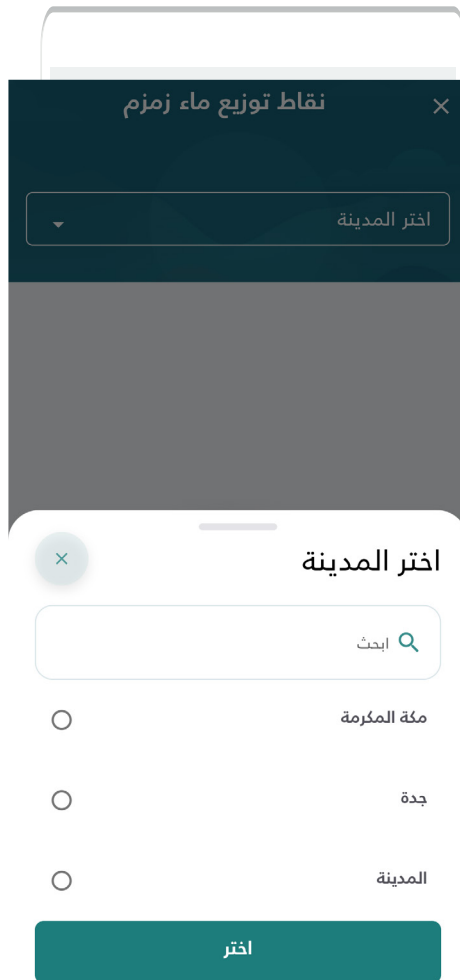 نقاط توزيع ماء زمزم
اختر المدينة
اختر المدينة
ابحث
مكة المكرمة
جدة
المدينة
اختر